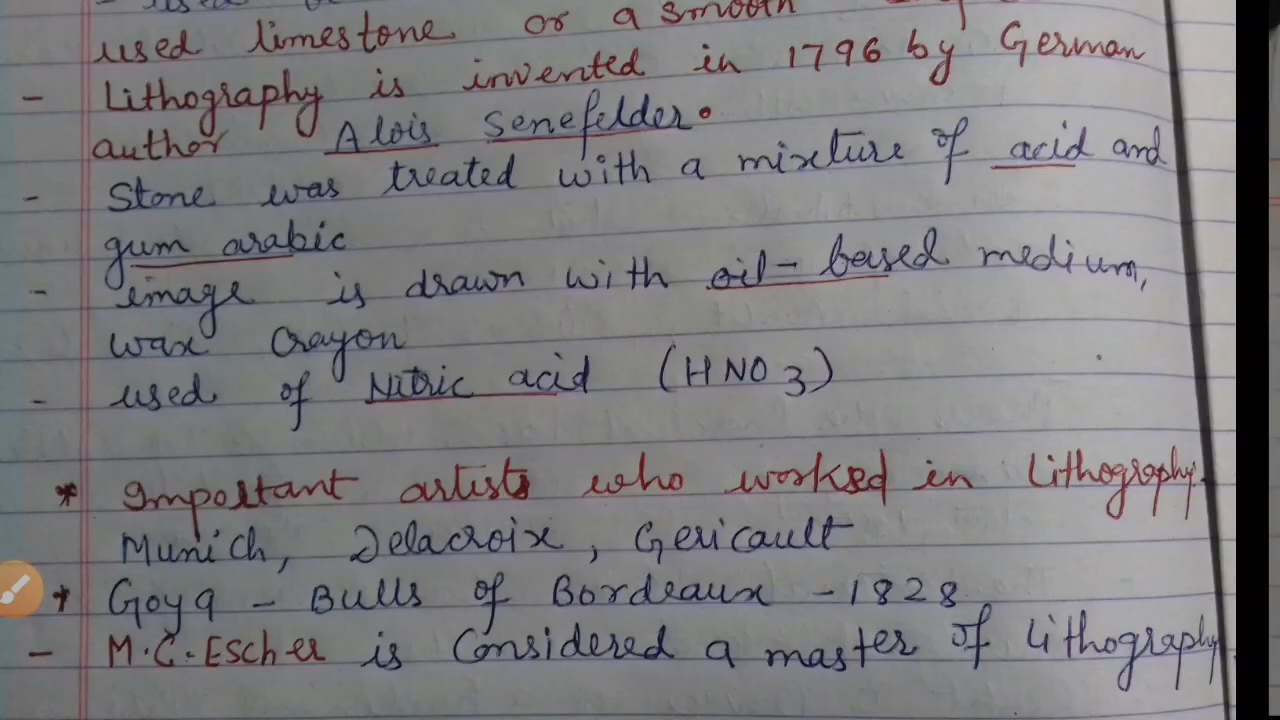 used limestone or a smooth
- Lithography is invented in 1796 by German
author Alois Senefelder.
- Stone was treated with a mixture of acid and
gum arabic
- image is drawn with oil-based medium,
wax crayon
- used of Nitric acid (HNO3)
* Important artists who worked in Lithography.
Munich, Delacroix, Gericault
* Goya - Bulls of Bordeaux - 1828
- M.C. Escher is Considered a master of Lithography